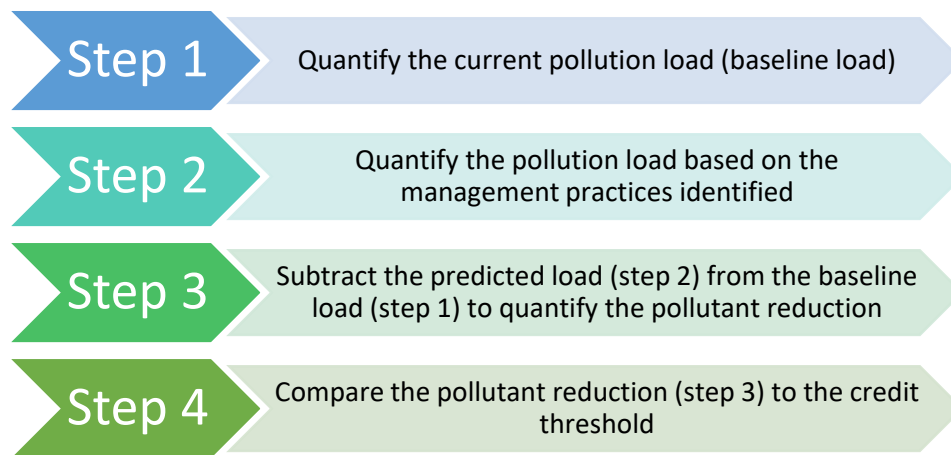 Step 1
Quantify the current pollution load (baseline load)
Step 2
Quantify the pollution load based on the
management practices identified
Step 3
Subtract the predicted load (step 2) from the baseline
load (step 1) to quantify the pollutant reduction
Step 4
Compare the pollutant reduction (step 3) to the credit
threshold